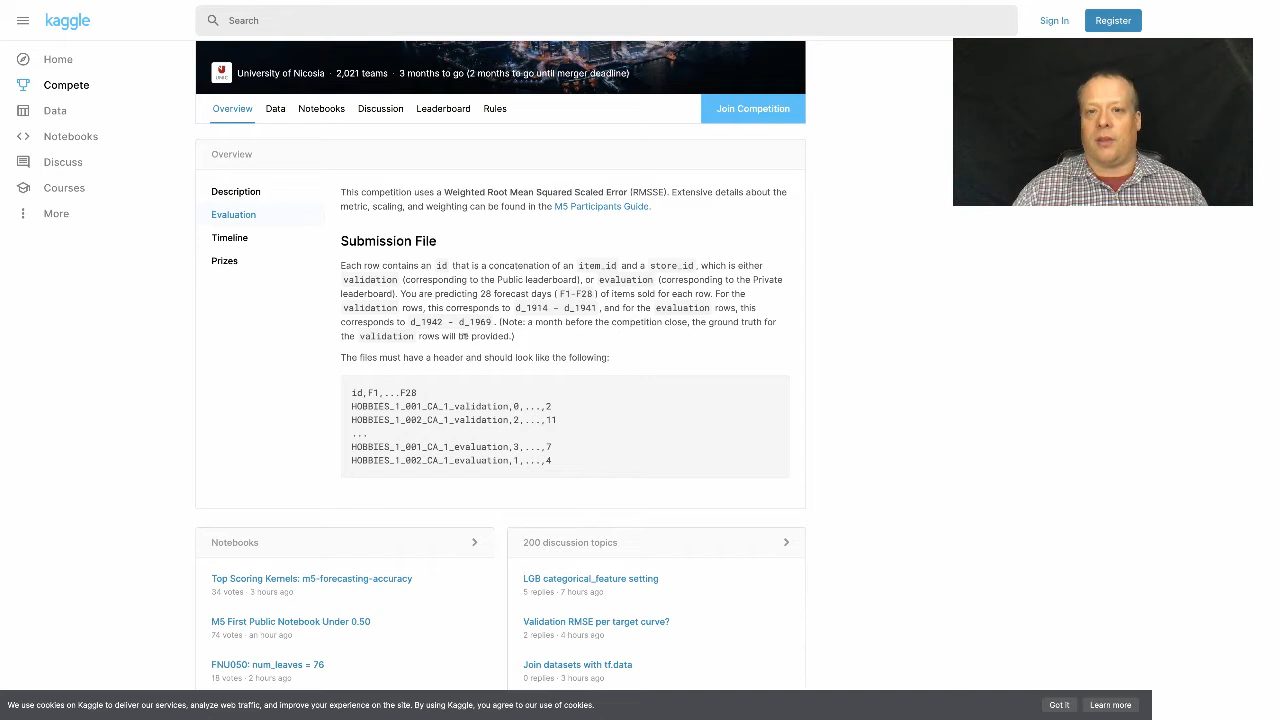 kaggle
Search
Sign In
Register
Home
Compete
Data
Notebooks
Discuss
Courses
More
University of Nicosia · 2,021 teams · 3 months to go (2 months to go until merger deadline)
Overview
Data
Notebooks
Discussion
Leaderboard
Rules
Join Competition
Overview
Description
Evaluation
Timeline
Prizes
This competition uses a Weighted Root Mean Squared Scaled Error (RMSSE). Extensive details about the
metric, scaling, and weighting can be found in the M5 Participants Guide.
Submission File
Each row contains an id that is a concatenation of an item_id and a store_id, which is either
validation (corresponding to the Public leaderboard), or evaluation (corresponding to the Private
leaderboard). You are predicting 28 forecast days (F1-F28) of items sold for each row. For the
validation rows, this corresponds to d_1914 - d_1941, and for the evaluation rows, this
corresponds to d_1942 - d_1969. (Note: a month before the competition close, the ground truth for
the validation rows will be provided.)
The files must have a header and should look like the following:
id,F1,...F28
HOBBIES_1_001_CA_1_validation,0,...,2
HOBBIES_1_002_CA_1_validation,2,...,11
...
HOBBIES_1_001_CA_1_evaluation,3,...,7
HOBBIES_1_002_CA_1_evaluation,1,...,4
Notebooks
Top Scoring Kernels: m5-forecasting-accuracy
34 votes · 3 hours ago
M5 First Public Notebook Under 0.50
74 votes · an hour ago
FNU050: num_leaves = 76
18 votes · 2 hours ago
200 discussion topics
LGB categorical_feature setting
5 replies · 7 hours ago
Validation RMSE per target curve?
2 replies · 4 hours ago
Join datasets with tf.data
0 replies · 3 hours ago
We use cookies on Kaggle to deliver our services, analyze web traffic, and improve your experience on the site. By using Kaggle, you agree to our use of cookies.
Got it
Learn more